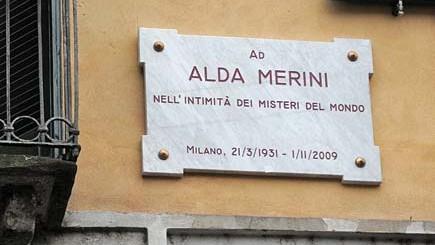 AD
ALDA MERINI
NELL'INTIMITÀ DEI MISTERI DEL MONDO
MILANO, 21/3/1931 - 1/11/2009